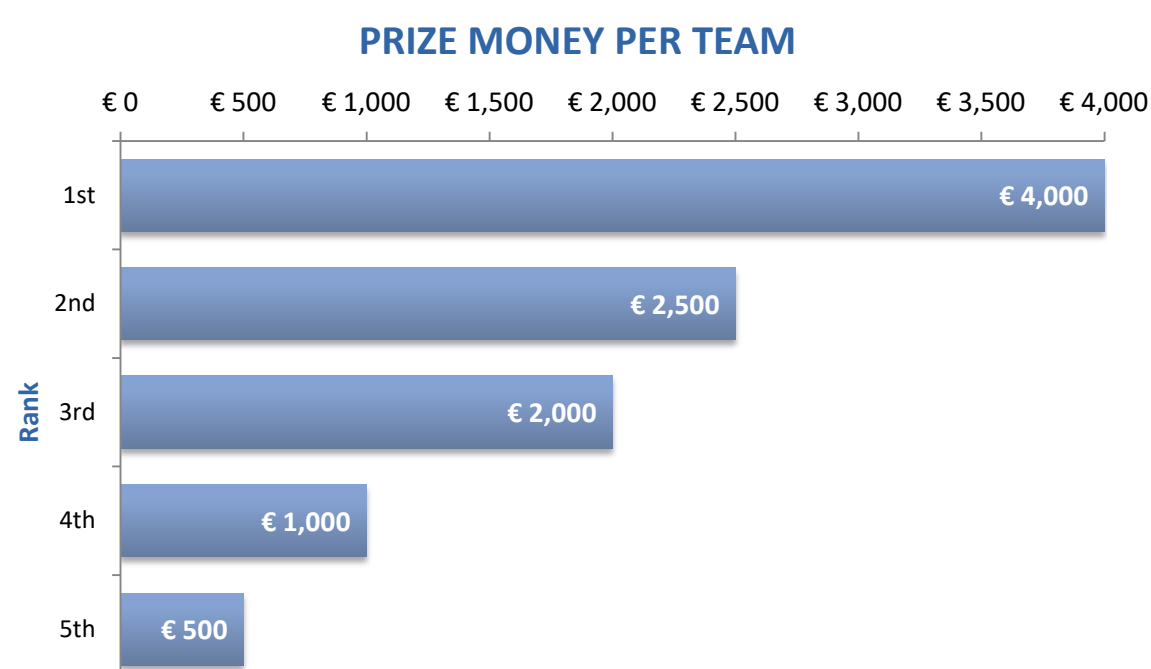 PRIZE MONEY PER TEAM
€ 0 € 500 € 1,000 € 1,500 € 2,000 € 2,500 € 3,000 € 3,500 € 4,000
1st € 4,000
2nd € 2,500
Rank
3rd € 2,000
4th € 1,000
5th € 500